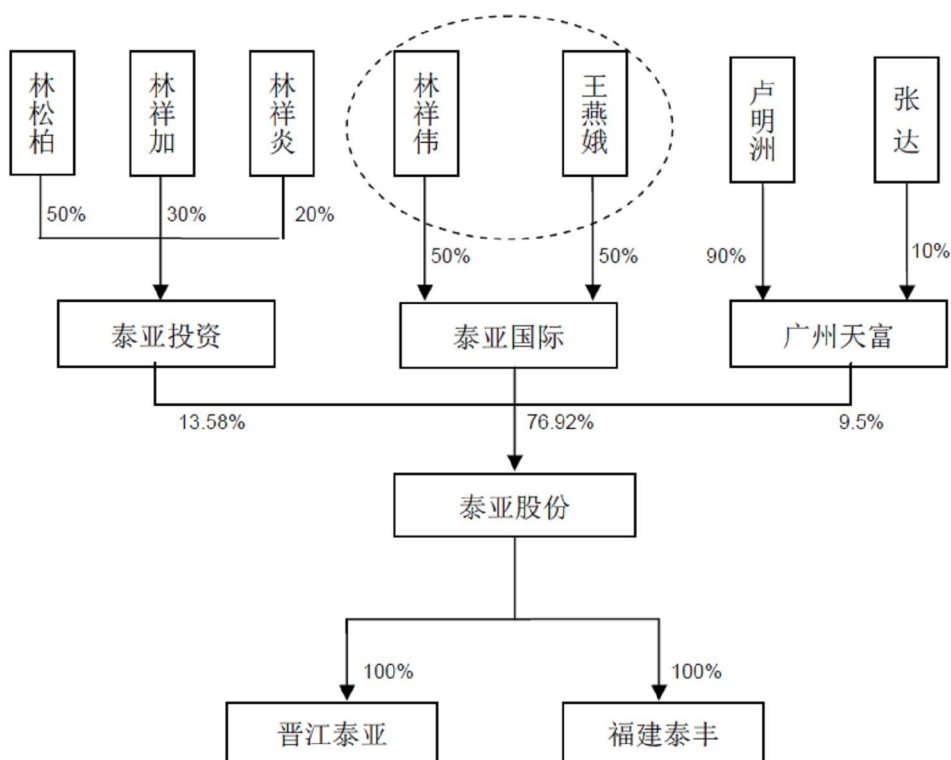 林松柏
林祥加
林祥炎
林祥伟
王燕娥
卢明洲
张达
50%
30%
20%
50%
50%
90%
10%
泰亚投资
泰亚国际
广州天富
13.58%
76.92%
9.5%
泰亚股份
100%
100%
晋江泰亚
福建泰丰